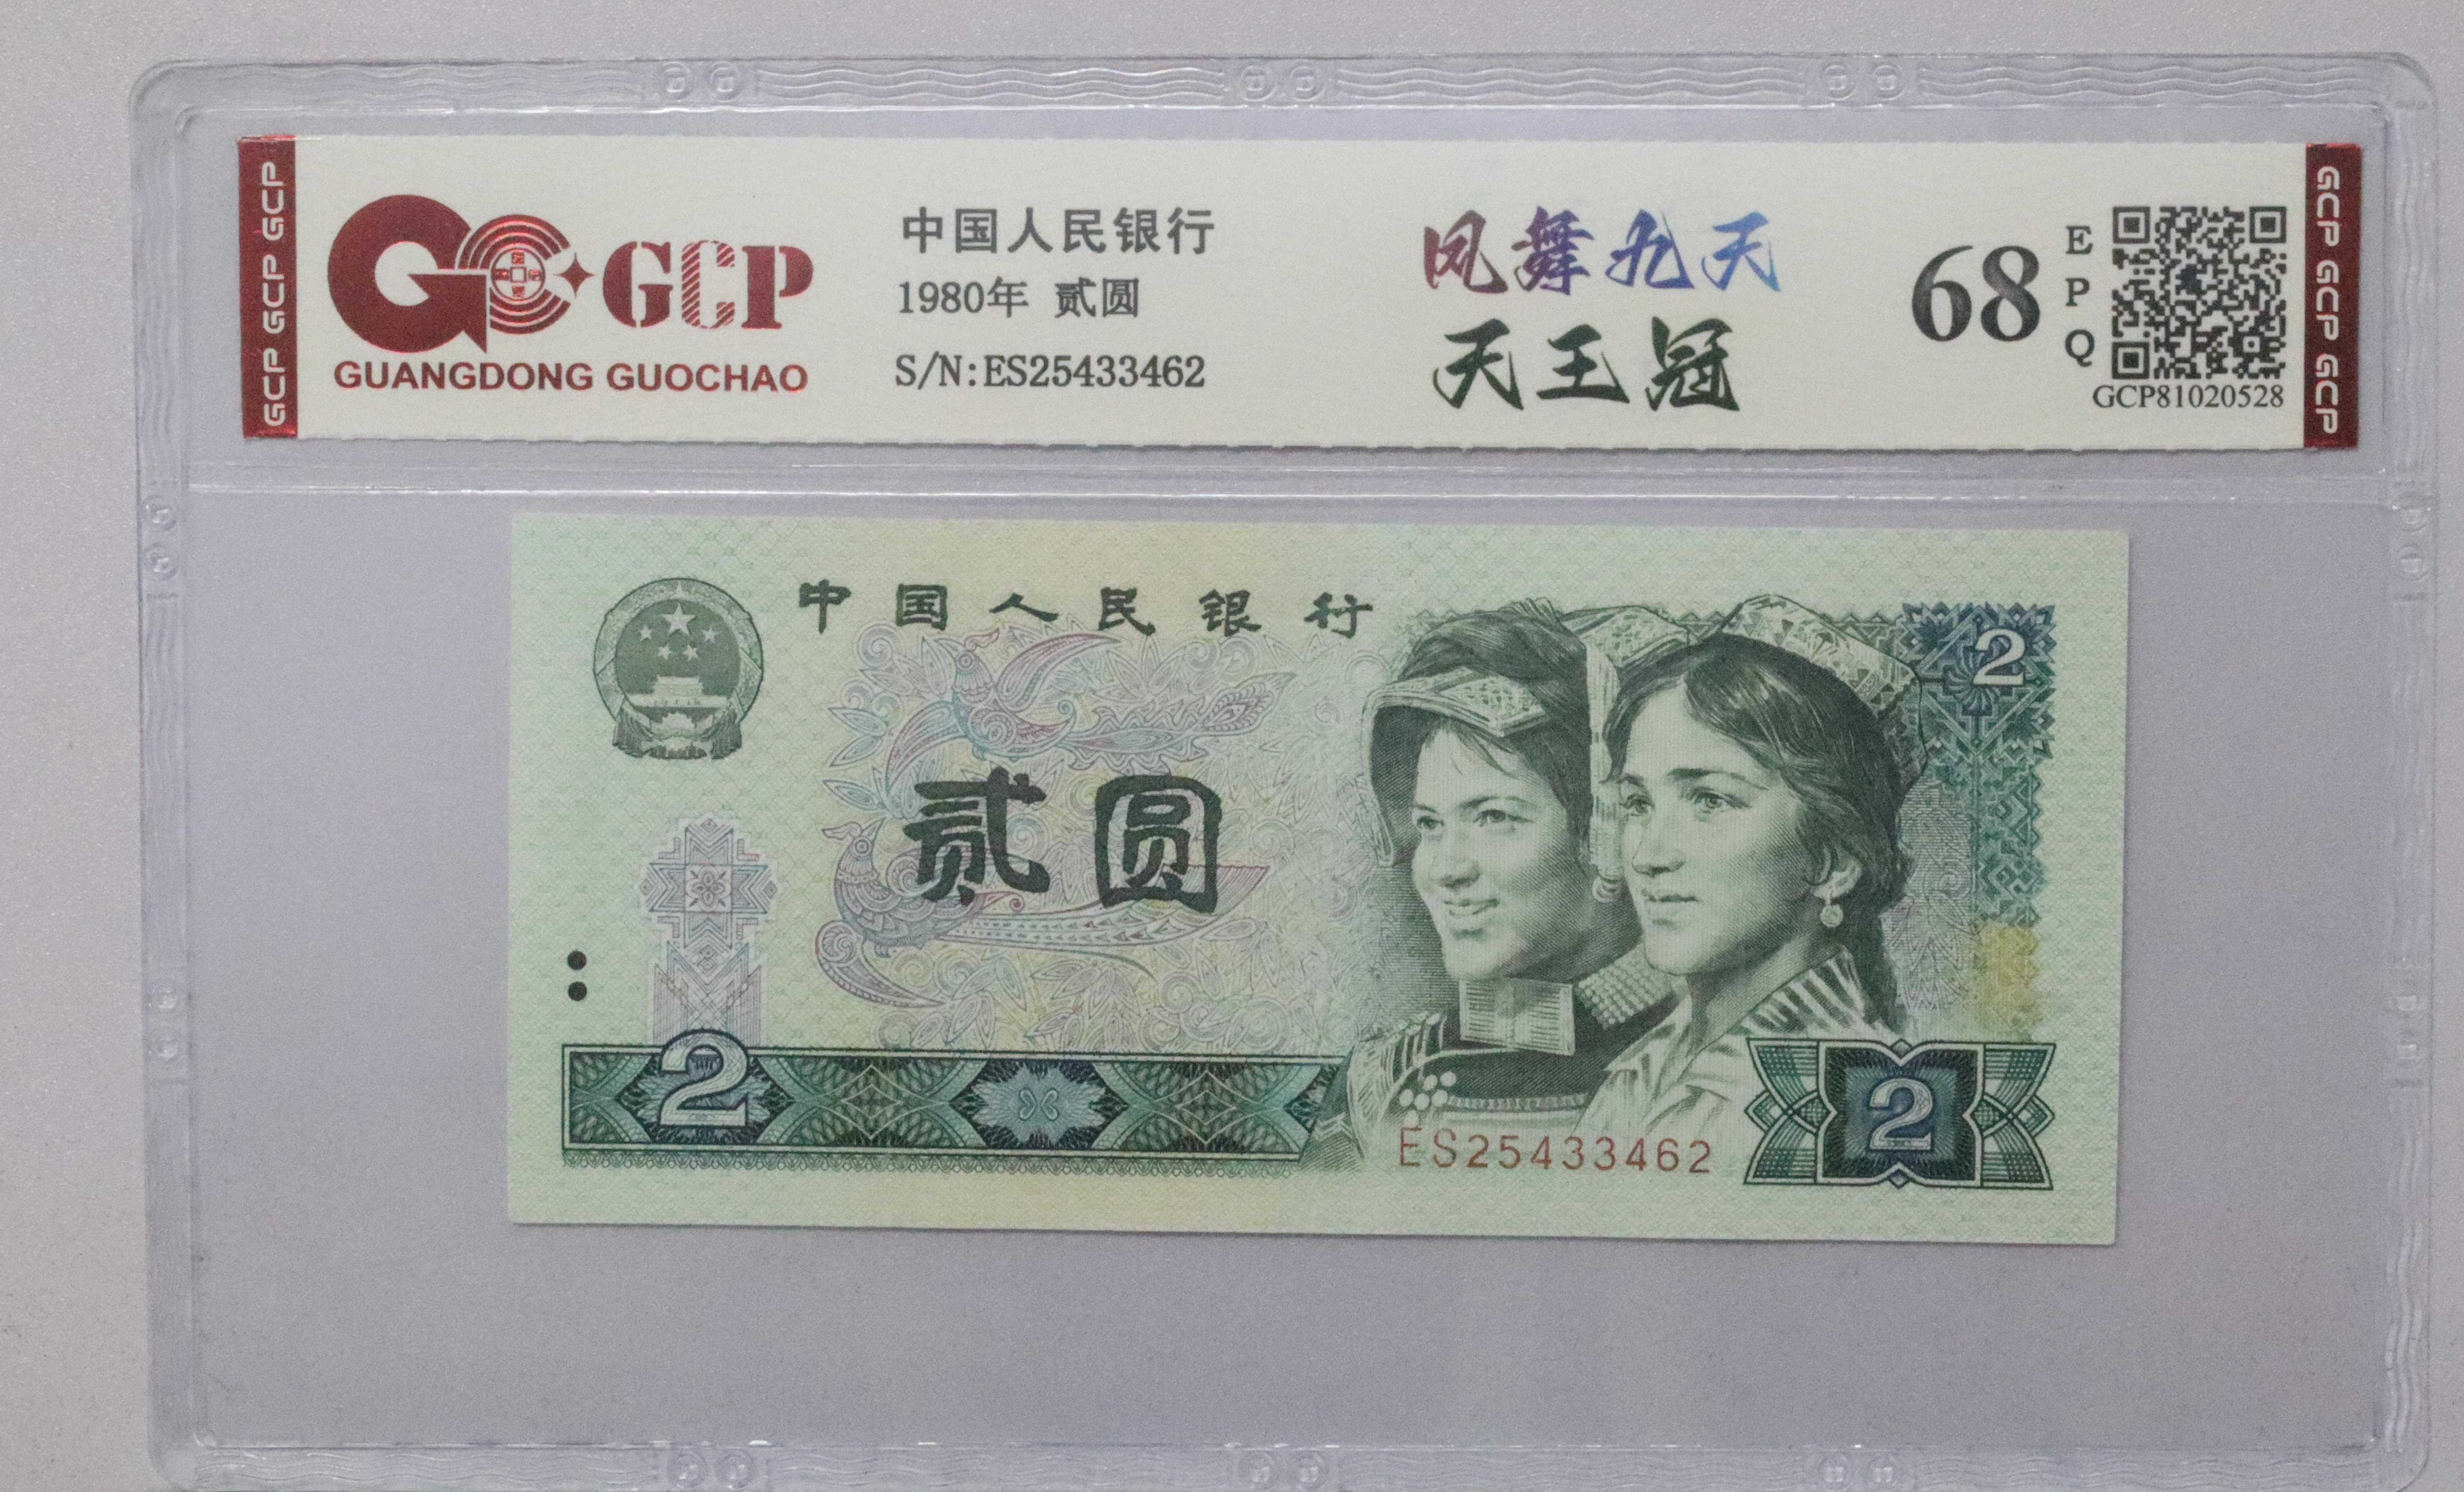 GCP GCP GCP
GCP
GUANGDONG GUOCHAO
中国人民银行
1980年 贰圆
S/N:ES25433462
凤舞九天
天王冠
68
E
P
Q
GCP81020528
GCP GCP GCP
中国人民银行
2
贰圆
2
ES25433462
2